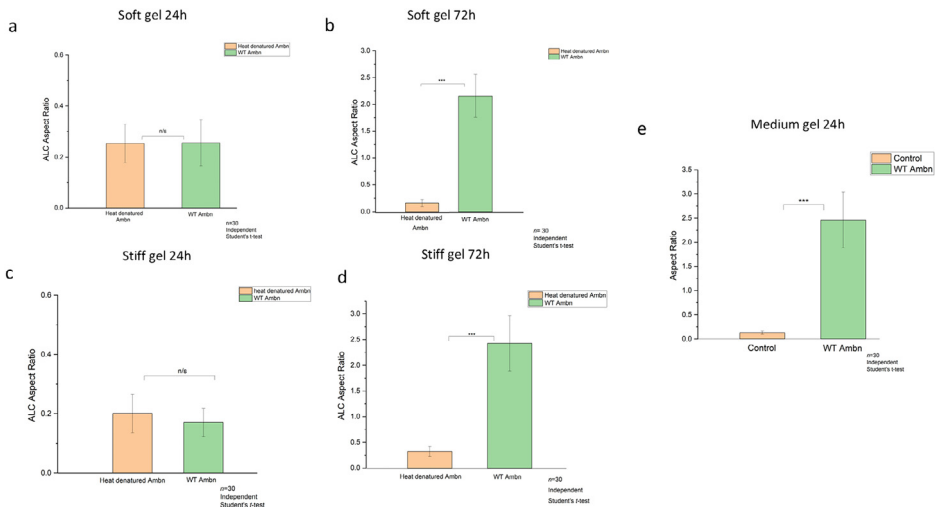 a
Soft gel 24h
Heat denatured Ambn
WT Ambn
ALC Aspect Ratio
0.6
0.4
0.2
0.0
n/s
Heat denatured
Ambn
WT Ambn
n=30
Independent
Student's t-test
b
Soft gel 72h
Heat denatured Ambn
WT Ambn
ALC Aspect Ratio
3.0
2.5
2.0
1.5
1.0
0.5
0.0
***
Heat denatured
Ambn
WT Ambn
n= 30
Independent
Student's t-test
c
Stiff gel 24h
heat denatured Ambn
WT Ambn
ALC Aspect Ratio
0.6
0.4
0.2
0.0
n/s
Heat denatured Ambn
WT Ambn
n=30
Independent
Student's t-test
d
Stiff gel 72h
Heat denatured Ambn
WT Ambn
ALC Aspect Ratio
3.0
2.5
2.0
1.5
1.0
0.5
0.0
***
Heat denatured Ambn
WT Ambn
n=30
Independent
Student's t-test
e
Medium gel 24h
Control
WT Ambn
Aspect Ratio
3.5
3.0
2.5
2.0
1.5
1.0
0.5
0.0
***
Control
WT Ambn
n=30
Independent
Student's t-test